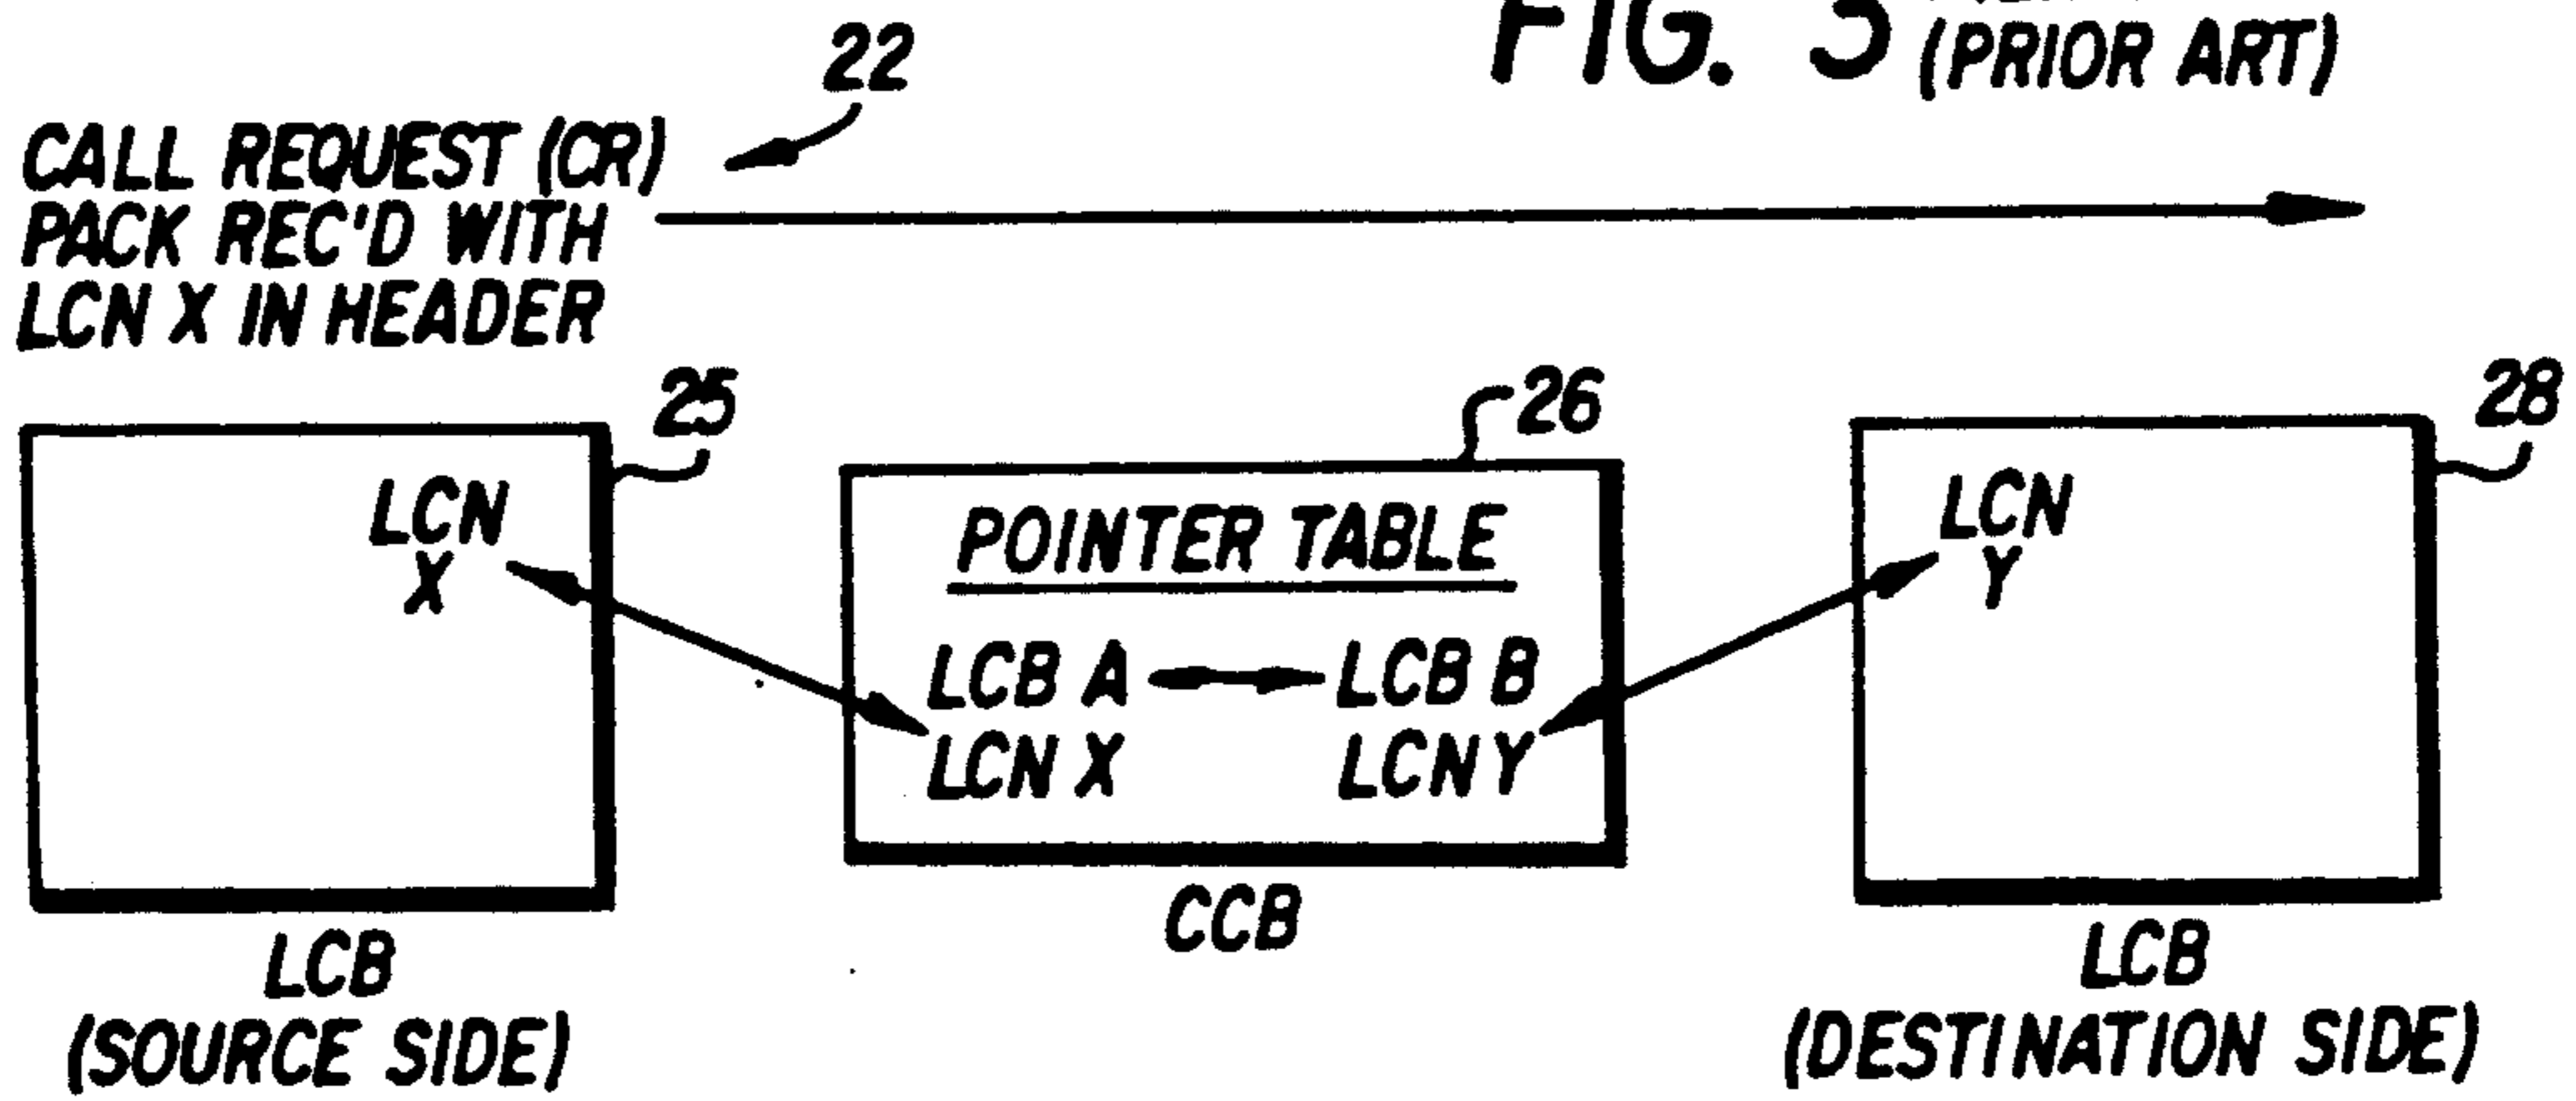 FIG. 3
(PRIOR ART)
22
CALL REQUEST (CR)
PACK REC'D WITH
LCN X IN HEADER
25
26
28
LCN
X
POINTER TABLE
LCB A LCB B
LCN X LCN Y
LCN
Y
LCB
(SOURCE SIDE)
CCB
LCB
(DESTINATION SIDE)